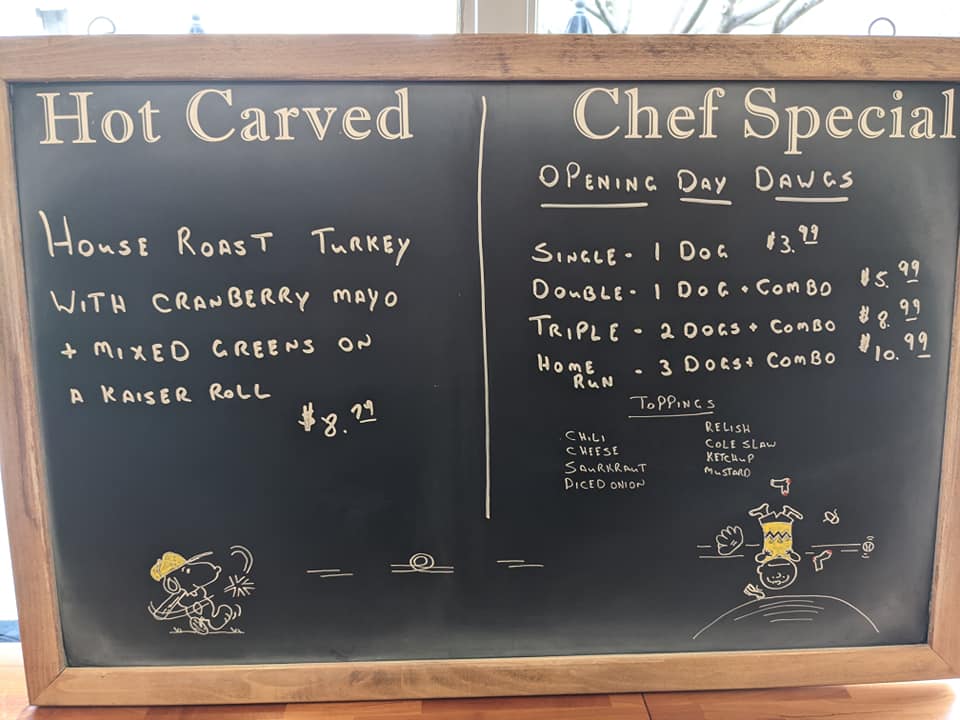 Hot Carved
House Roast Turkey
with cranberry mayo
+ mixed greens on
a kaiser roll
$8.79
Chef Special
Opening Day Dawgs
Single - 1 Dog $3.99
Double - 1 Dog + Combo $5.99
Triple - 2 Dogs + Combo $8.99
Home Run - 3 Dogs + Combo $10.99
Toppings
Chili
Cheese
Saurkraut
Diced Onion
Relish
Cole Slaw
Ketchup
Mustard